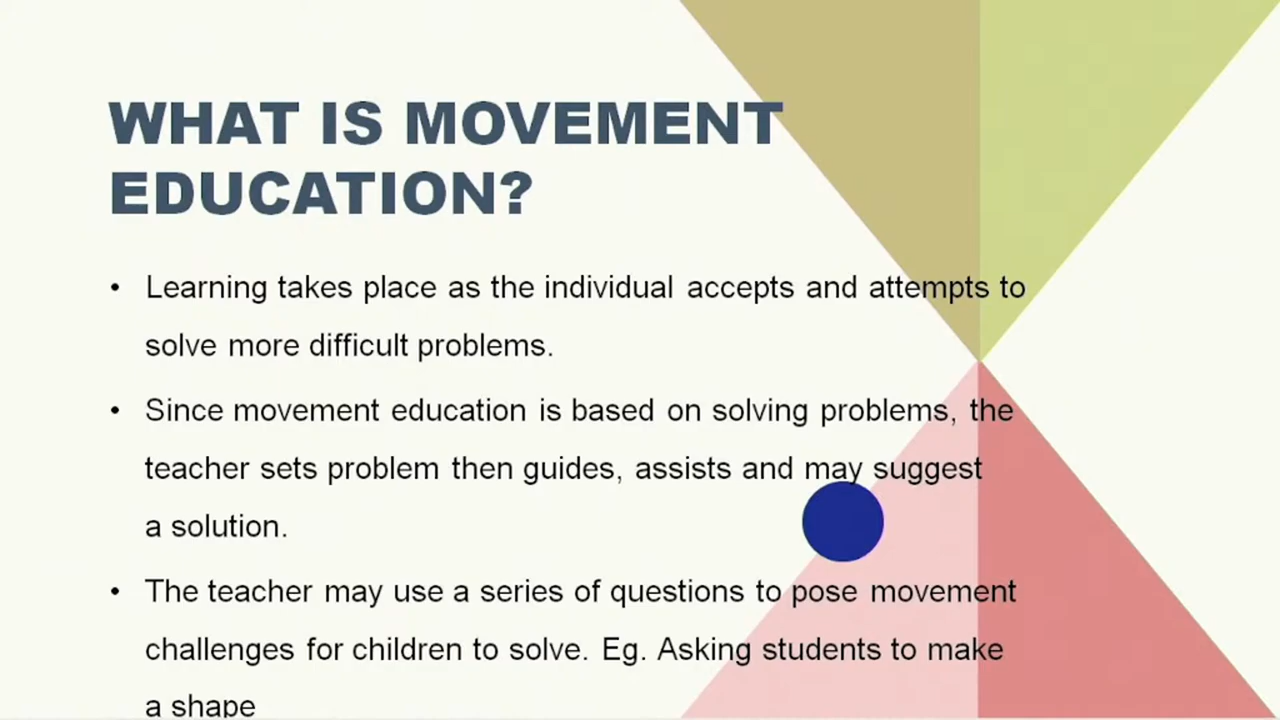 WHAT IS MOVEMENT
EDUCATION?
• Learning takes place as the individual accepts and attempts to
solve more difficult problems.
• Since movement education is based on solving problems, the
teacher sets problem then guides, assists and may suggest
a solution.
• The teacher may use a series of questions to pose movement
challenges for children to solve. Eg. Asking students to make
a shape